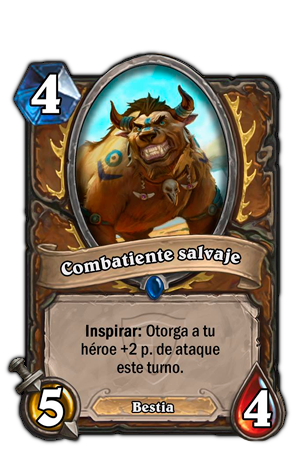 4
Combatiente salvaje
Inspirar: Otorga a tu
héroe +2 p. de ataque
este turno.
5
Bestia
4